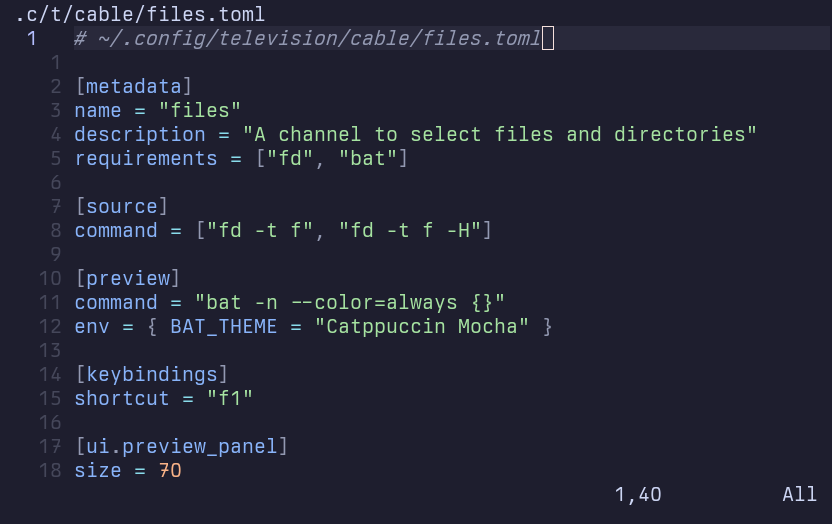 .c/t/cable/files.toml
1 # ~/.config/television/cable/files.toml
1
2 [metadata]
3 name = "files"
4 description = "A channel to select files and directories"
5 requirements = ["fd", "bat"]
6
7 [source]
8 command = ["fd -t f", "fd -t f -H"]
9
10 [preview]
11 command = "bat -n --color=always {}"
12 env = { BAT_THEME = "Catppuccin Mocha" }
13
14 [keybindings]
15 shortcut = "f1"
16
17 [ui.preview_panel]
18 size = 70
1,40 All